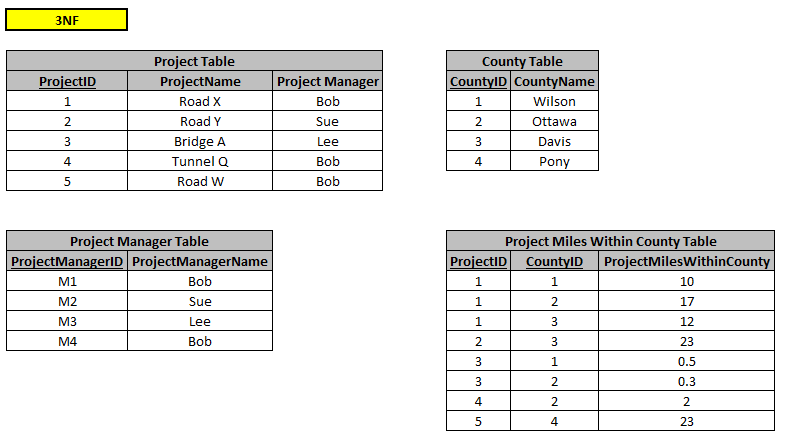 3NF
Project Table
ProjectID ProjectName Project Manager
1 Road X Bob
2 Road Y Sue
3 Bridge A Lee
4 Tunnel Q Bob
5 Road W Bob
County Table
CountyID CountyName
1 Wilson
2 Ottawa
3 Davis
4 Pony
Project Manager Table
ProjectManagerID ProjectManagerName
M1 Bob
M2 Sue
M3 Lee
M4 Bob
Project Miles Within County Table
ProjectID CountyID ProjectMilesWithinCounty
1 1 10
1 2 17
1 3 12
2 3 23
3 1 0.5
3 2 0.3
4 2 2
5 4 23